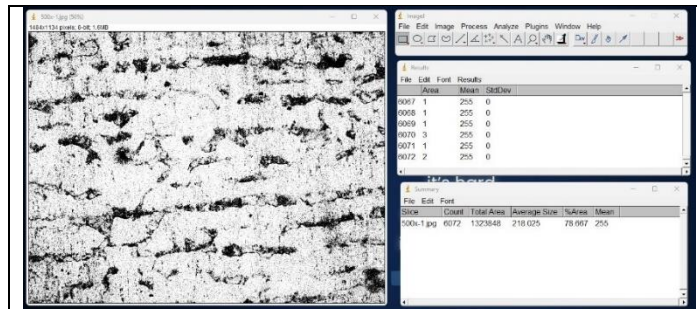 500x-1.jpg (50%)
1484x1134 pixels; 8-bit; 1.6MB
ImageJ
File Edit Image Process Analyze Plugins Window Help
Dev
Results
File Edit Font Results
Area Mean StdDev
6067 1 255 0
6068 1 255 0
6069 1 255 0
6070 3 255 0
6071 1 255 0
6072 2 255 0
it's hard
Summary
File Edit Font
Slice Count Total Area Average Size %Area Mean
500x-1.jpg 6072 1323848 218.025 78.667 255